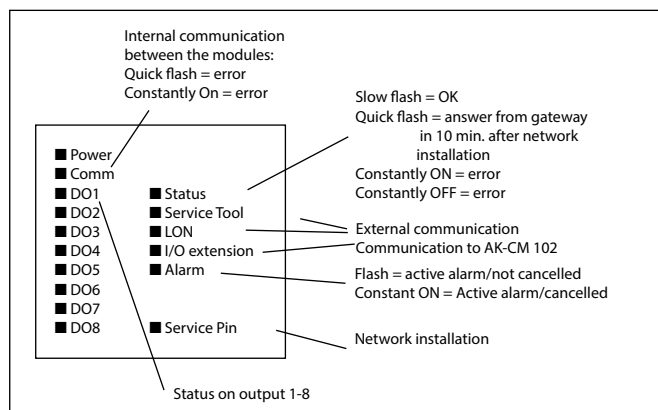 Internal communication
between the modules:
Quick flash = error
Constantly On = error
Slow flash = OK
Quick flash = answer from gateway
in 10 min. after network
installation
Constantly ON = error
Constantly OFF = error
■ Power
■ Comm
■ DO1
■ DO2
■ DO3
■ DO4
■ DO5
■ DO6
■ DO7
■ DO8
■ Status
■ Service Tool
■ LON
■ I/O extension
■ Alarm
■ Service Pin
External communication
Communication to AK-CM 102
Flash = active alarm/not cancelled
Constant ON = Active alarm/cancelled
Network installation
Status on output 1-8